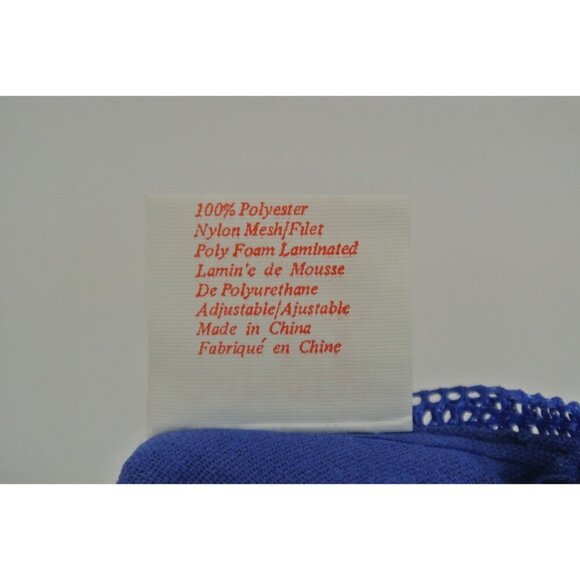 100% Polyester
Nylon Mesh/Filet
Poly Foam Laminated
Lamin'e de Mousse
De Polyurethane
Adjustable/Ajustable
Made in China
Fabriqué en Chine